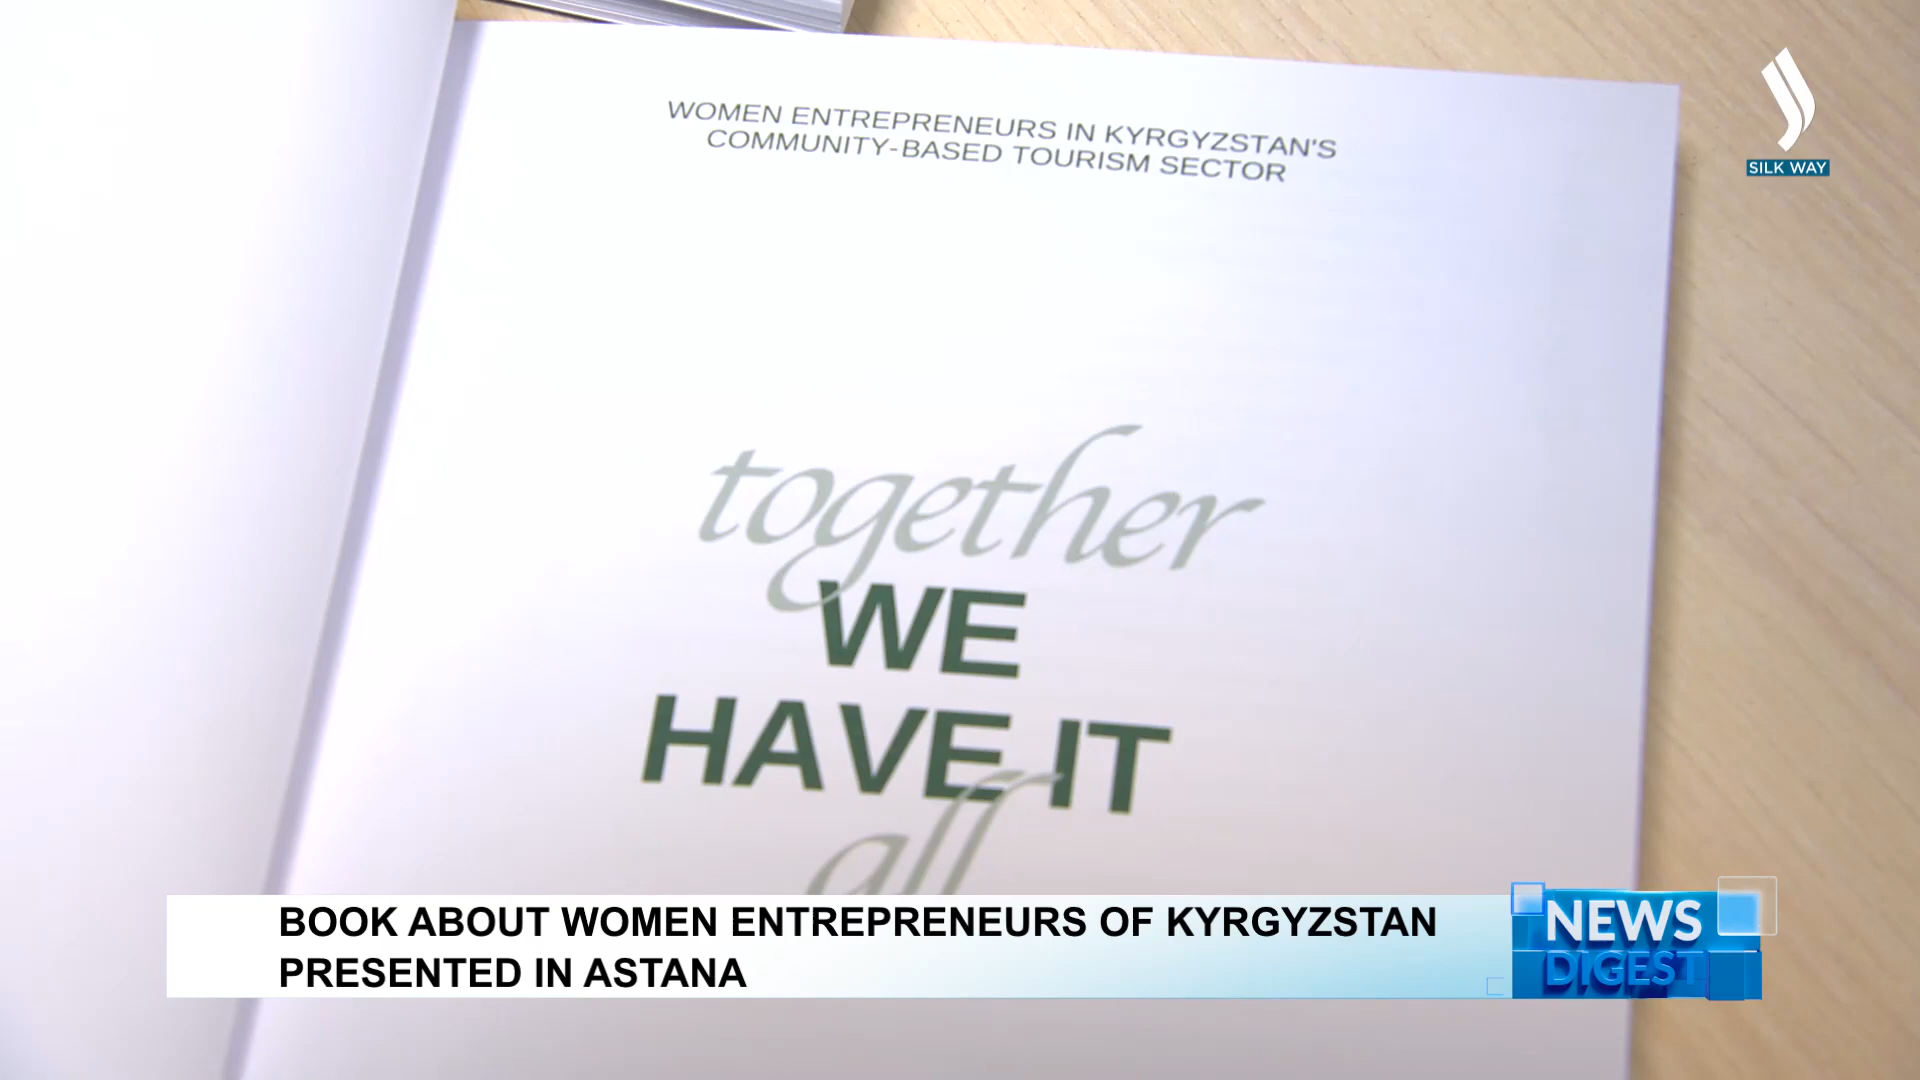 WOMEN ENTREPRENEURS IN KYRGYZSTAN'S
COMMUNITY-BASED TOURISM SECTOR
SILK WAY
together
WE
HAVE IT
all
BOOK ABOUT WOMEN ENTREPRENEURS OF KYRGYZSTAN
PRESENTED IN ASTANA
NEWS
DIGEST